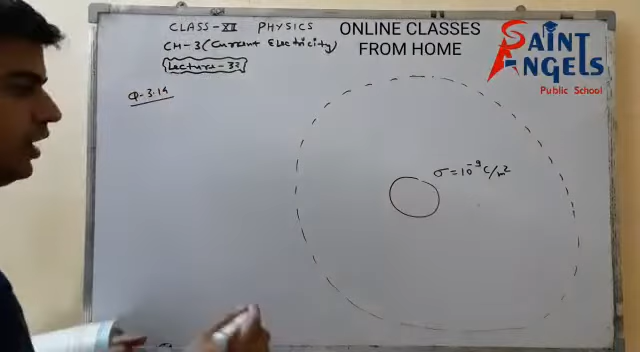 CLASS-XII PHYSICS
CH-3 (Current Electricity)
Lecture-33
Q-3.14
σ = 10⁻⁹ C/m²
ONLINE CLASSES
FROM HOME
SAINT
ANGELS
Public School